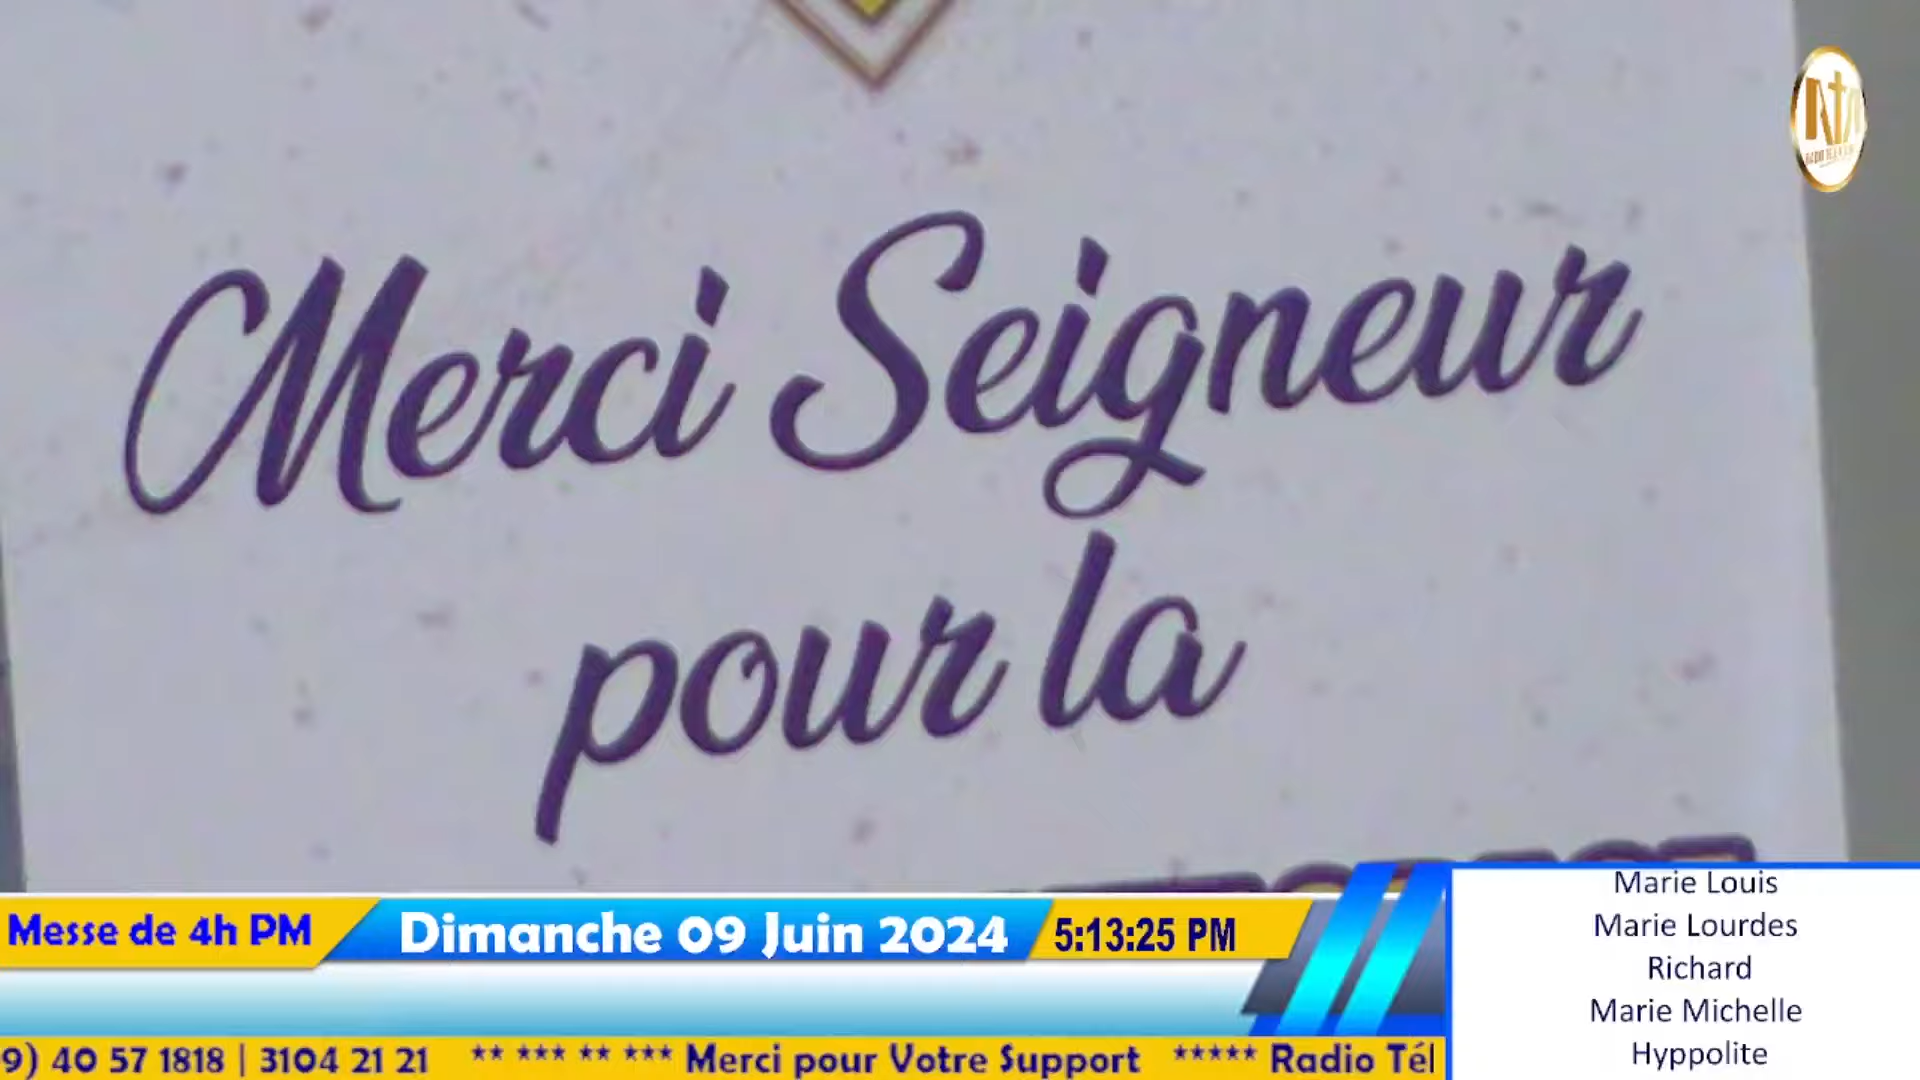 Merci Seigneur
pour la
Messe de 4h PM
Dimanche 09 Juin 2024
5:13:25 PM
9) 40 57 1818 | 3104 21 21 ** *** ** *** Merci pour Votre Support ***** Radio Tél
Marie Louis
Marie Lourdes
Richard
Marie Michelle
Hyppolite